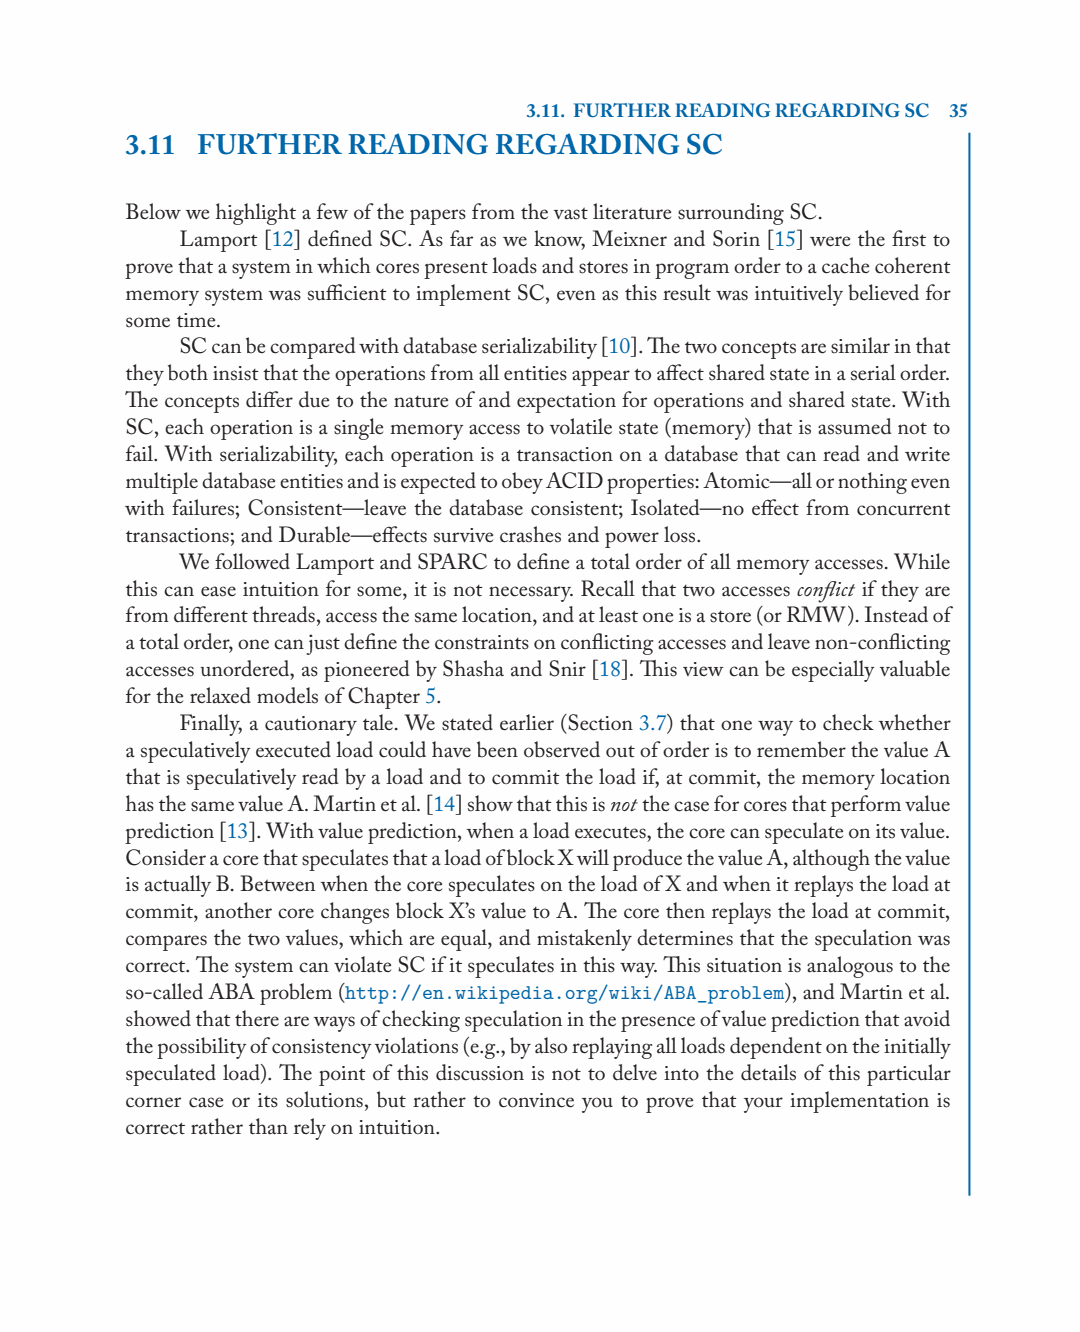 3.11. FURTHER READING REGARDING SC 35
3.11 FURTHER READING REGARDING SC
Below we highlight a few of the papers from the vast literature surrounding SC.
Lamport [12] defined SC. As far as we know, Meixner and Sorin [15] were the first to
prove that a system in which cores present loads and stores in program order to a cache coherent
memory system was sufficient to implement SC, even as this result was intuitively believed for
some time.
SC can be compared with database serializability [10]. The two concepts are similar in that
they both insist that the operations from all entities appear to affect shared state in a serial order.
The concepts differ due to the nature of and expectation for operations and shared state. With
SC, each operation is a single memory access to volatile state (memory) that is assumed not to
fail. With serializability, each operation is a transaction on a database that can read and write
multiple database entities and is expected to obey ACID properties: Atomic—all or nothing even
with failures; Consistent—leave the database consistent; Isolated—no effect from concurrent
transactions; and Durable—effects survive crashes and power loss.
We followed Lamport and SPARC to define a total order of all memory accesses. While
this can ease intuition for some, it is not necessary. Recall that two accesses conflict if they are
from different threads, access the same location, and at least one is a store (or RMW). Instead of
a total order, one can just define the constraints on conflicting accesses and leave non-conflicting
accesses unordered, as pioneered by Shasha and Snir [18]. This view can be especially valuable
for the relaxed models of Chapter 5.
Finally, a cautionary tale. We stated earlier (Section 3.7) that one way to check whether
a speculatively executed load could have been observed out of order is to remember the value A
that is speculatively read by a load and to commit the load if, at commit, the memory location
has the same value A. Martin et al. [14] show that this is not the case for cores that perform value
prediction [13]. With value prediction, when a load executes, the core can speculate on its value.
Consider a core that speculates that a load of block X will produce the value A, although the value
is actually B. Between when the core speculates on the load of X and when it replays the load at
commit, another core changes block X’s value to A. The core then replays the load at commit,
compares the two values, which are equal, and mistakenly determines that the speculation was
correct. The system can violate SC if it speculates in this way. This situation is analogous to the
so-called ABA problem (http://en.wikipedia.org/wiki/ABA_problem), and Martin et al.
showed that there are ways of checking speculation in the presence of value prediction that avoid
the possibility of consistency violations (e.g., by also replaying all loads dependent on the initially
speculated load). The point of this discussion is not to delve into the details of this particular
corner case or its solutions, but rather to convince you to prove that your implementation is
correct rather than rely on intuition.